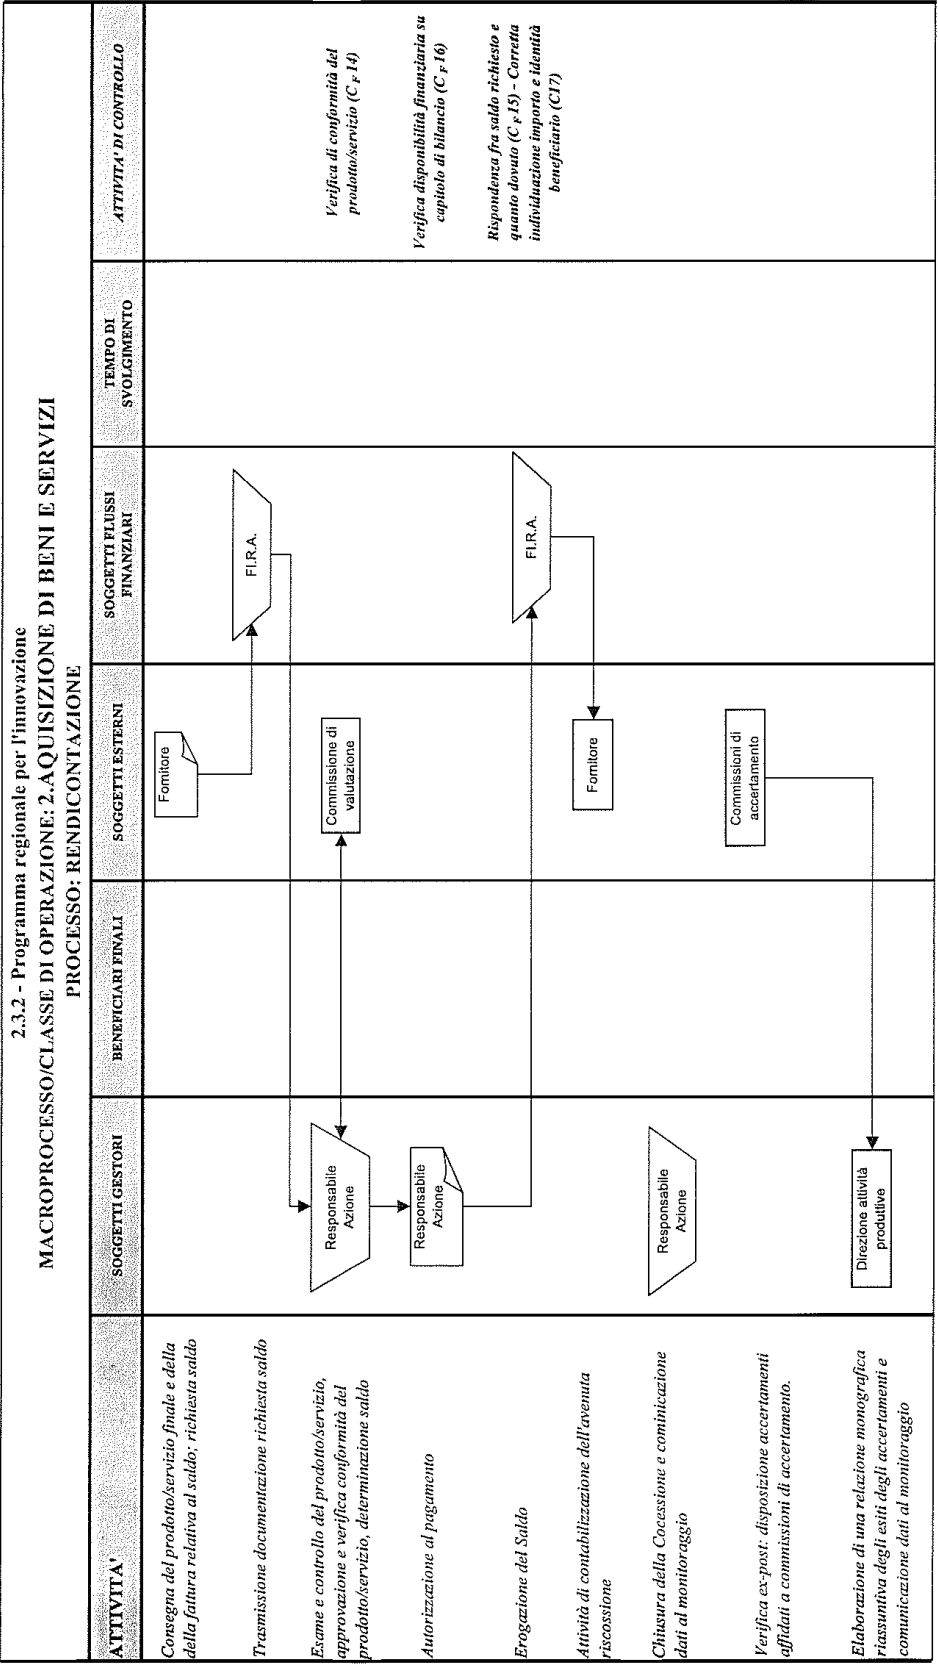 2.3.2 - Programma regionale per l'innovazione
MACROPROCESSO/CLASSE DI OPERAZIONE: 2.AQUISIZIONE DI BENI E SERVIZI
PROCESSO: RENDICONTAZIONE
ATTIVITA'
SOGGETTI GESTORI
BENEFICIARI FINALI
SOGGETTI ESTERNI
SOGGETTI FLUSSI
FINANZIARI
TEMPO DI
SVOLGIMENTO
ATTIVITA' DI CONTROLLO
Consegna del prodotto/servizio finale e della
della fattura relativa al saldo; richiesta saldo
Fornitore
Trasmissione documentazione richiesta saldo
FI.R.A.
Esame e controllo del prodotto/servizio,
approvazione e verifica conformità del
prodotto/servizio, determinazione saldo
Responsabile
Azione
Commissione di
valutazione
Verifica di conformità del
prodotto/servizio (C F 14)
Autorizzazione al pagamento
Responsabile
Azione
Verifica disponibilità finanziaria su
capitolo di bilancio (C F 16)
Erogazione del Saldo
FI.R.A.
Rispondenza fra saldo richiesto e
quanto dovuto (C F 15) - Corretta
individuazione importo e identità
beneficiario (C17)
Attività di contabilizzazione dell'avenuta
riscossione
Fornitore
Chiusura della Cocessione e cominicazione
dati al monitoraggio
Responsabile
Azione
Verifica ex-post: disposizione accertamenti
affidati a commissioni di accertamento.
Commissioni di
accertamento
Elaborazione di una relazione monografica
riassuntiva degli esiti degli accertamenti e
comunicazione dati al monitoraggio
Direzione attività
produttive